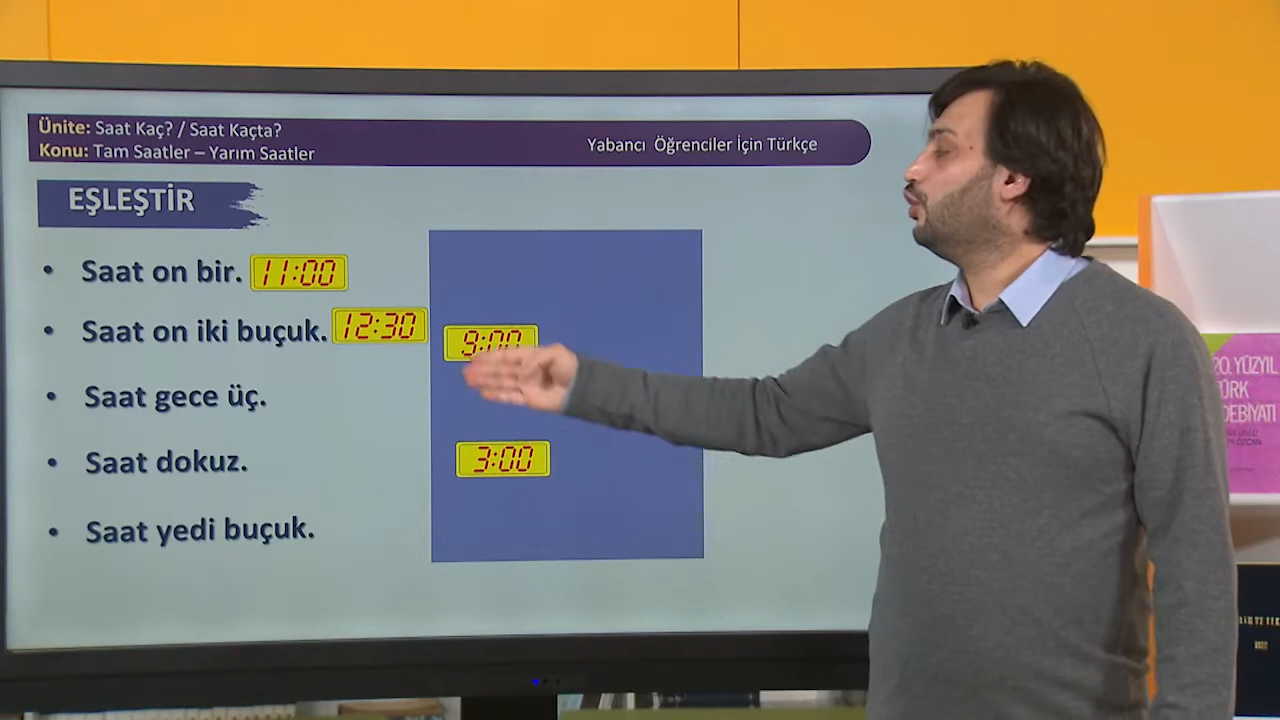 Ünite: Saat Kaç? / Saat Kaçta?
Konu: Tam Saatler – Yarım Saatler
Yabancı Öğrenciler İçin Türkçe
EŞLEŞTİR
• Saat on bir. 11:00
• Saat on iki buçuk. 12:30
9:00
• Saat gece üç.
• Saat dokuz.
3:00
• Saat yedi buçuk.
20. YÜZYIL
TÜRK
EDEBİYATI